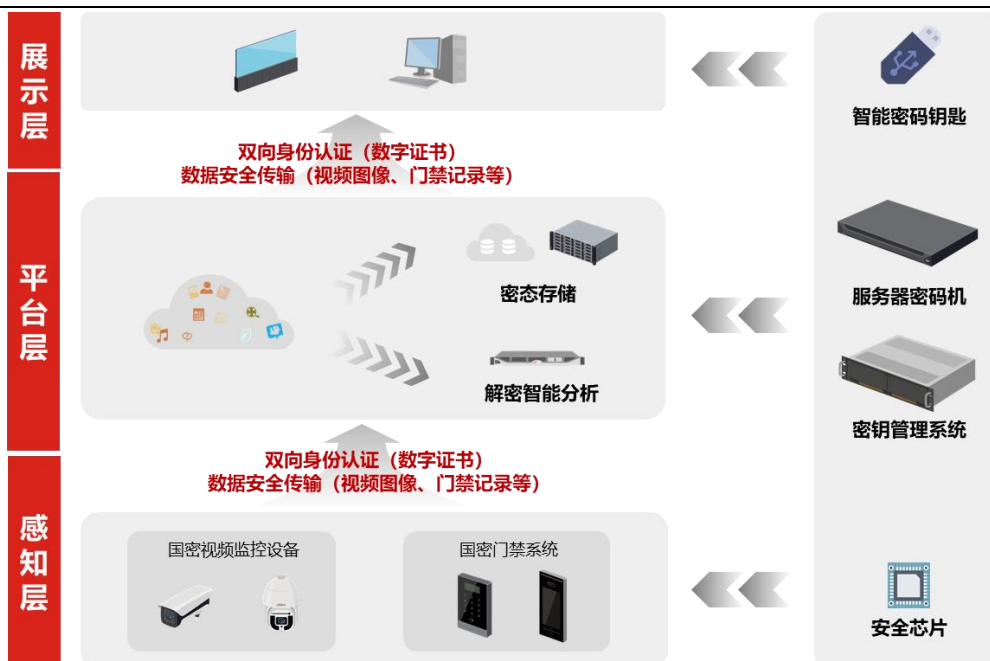 展示层
智能密码钥匙
双向身份认证（数字证书）
数据安全传输（视频图像、门禁记录等）
平台层
密态存储
服务器密码机
解密智能分析
密钥管理系统
双向身份认证（数字证书）
数据安全传输（视频图像、门禁记录等）
感知层
国密视频监控设备
国密门禁系统
安全芯片